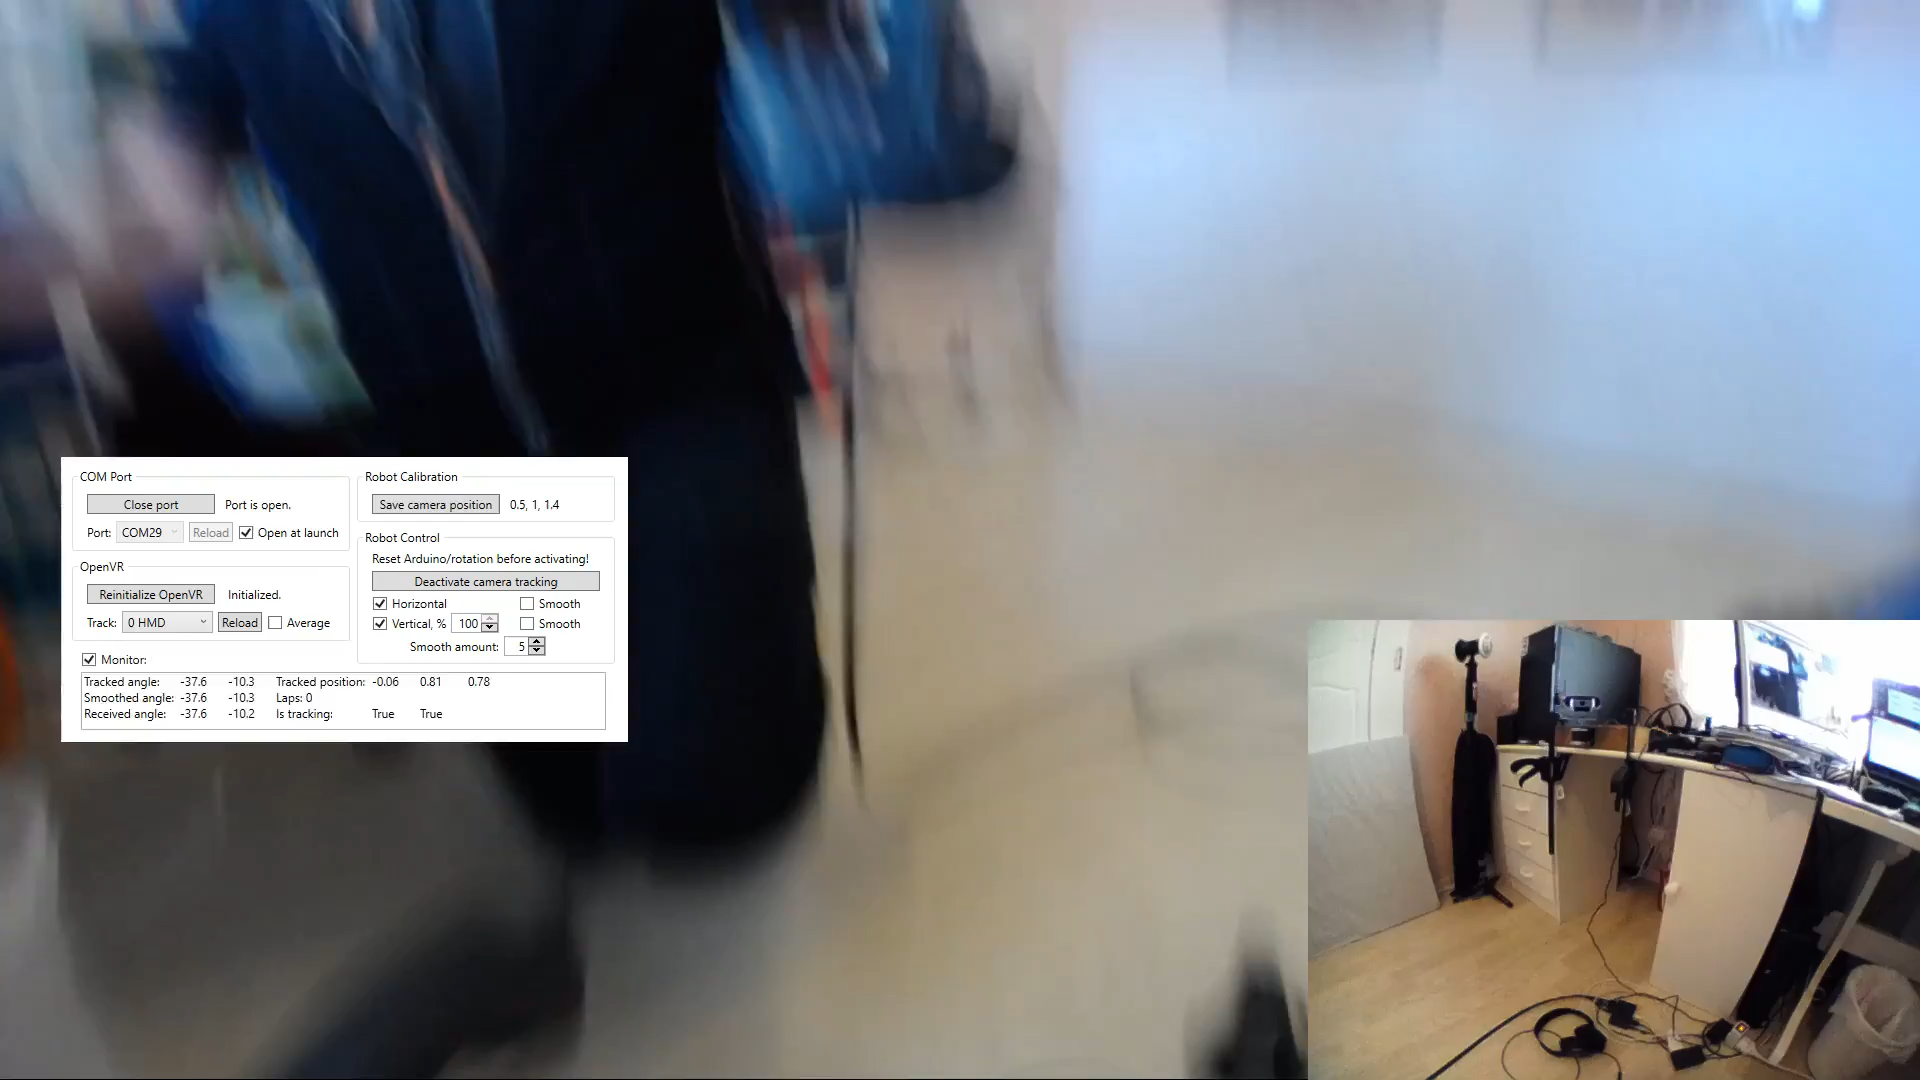 COM Port
Close port Port is open.
Port: COM29 Reload Open at launch
OpenVR
Reinitialize OpenVR Initialized.
Track: 0 HMD Reload Average
Robot Calibration
Save camera position 0.5, 1, 1.4
Robot Control
Reset Arduino/rotation before activating!
Deactivate camera tracking
Horizontal Smooth
Vertical, % 100 Smooth
Smooth amount: 5
Monitor:
Tracked angle: -37.6 -10.3 Tracked position: -0.06 0.81 0.78
Smoothed angle: -37.6 -10.3 Laps: 0
Received angle: -37.6 -10.2 Is tracking: True True